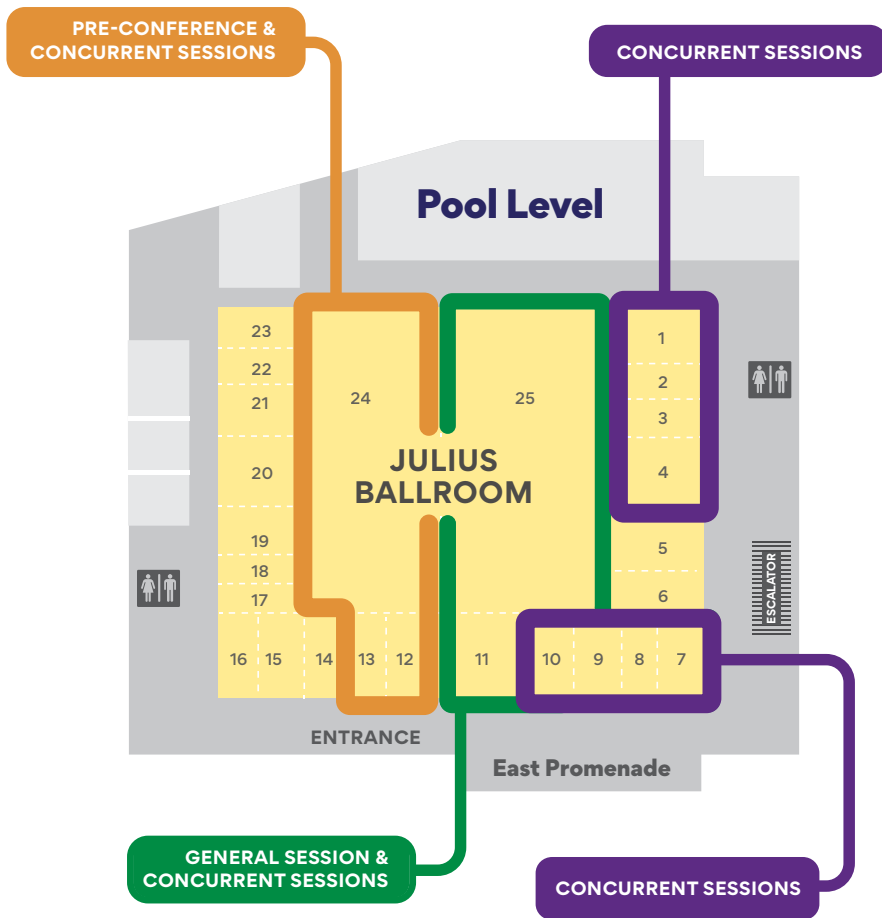 PRE-CONFERENCE &
CONCURRENT SESSIONS
CONCURRENT SESSIONS
Pool Level
23
22
21
20
19
18
17
16
15
14
13
12
24
25
JULIUS
BALLROOM
1
2
3
4
5
6
11
10
9
8
7
ESCALATOR
ENTRANCE
East Promenade
GENERAL SESSION &
CONCURRENT SESSIONS
CONCURRENT SESSIONS